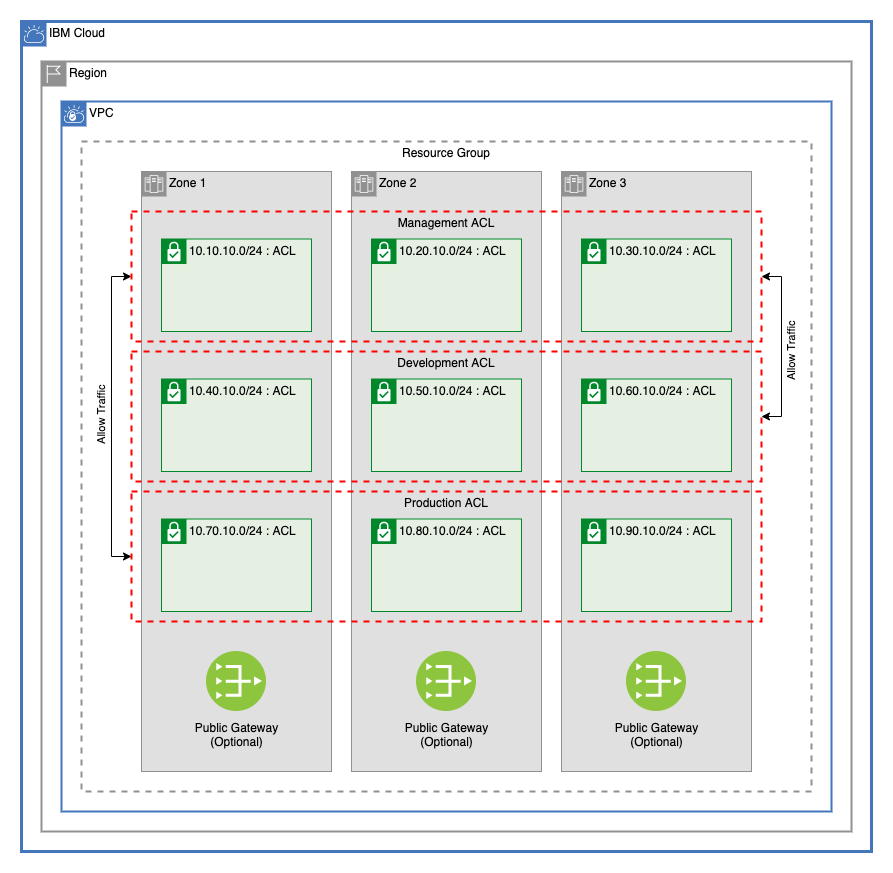 IBM Cloud
Region
VPC
Resource Group
Zone 1
Zone 2
Zone 3
Management ACL
10.10.10.0/24 : ACL
10.20.10.0/24 : ACL
10.30.10.0/24 : ACL
Allow Traffic
Development ACL
10.40.10.0/24 : ACL
10.50.10.0/24 : ACL
10.60.10.0/24 : ACL
Allow Traffic
Production ACL
10.70.10.0/24 : ACL
10.80.10.0/24 : ACL
10.90.10.0/24 : ACL
Public Gateway
(Optional)
Public Gateway
(Optional)
Public Gateway
(Optional)